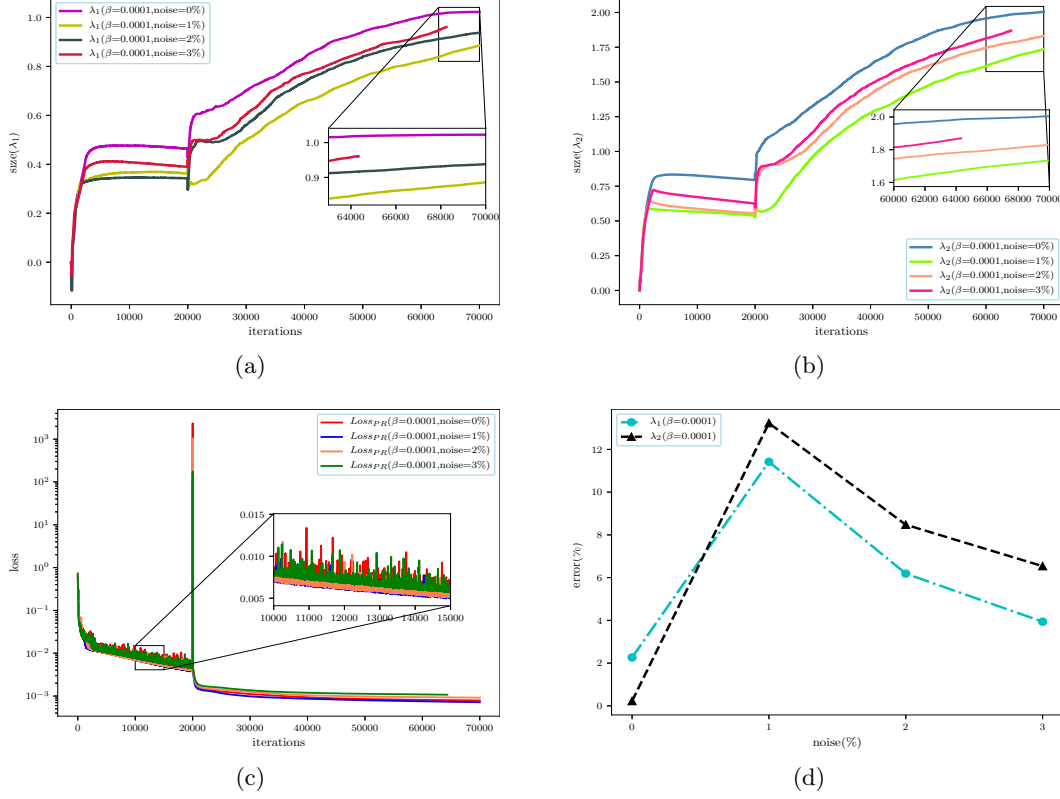 λ₁(β=0.0001,noise=0%)
λ₁(β=0.0001,noise=1%)
λ₁(β=0.0001,noise=2%)
λ₁(β=0.0001,noise=3%)
size(λ₁)
1.0
0.8
0.6
0.4
0.2
0.0
1.0
0.9
64000 66000 68000 70000
0 10000 20000 30000 40000 50000 60000 70000
iterations
(a)
size(λ₂)
2.00
1.75
1.50
1.25
1.00
0.75
0.50
0.25
0.00
2.0
1.8
1.6
60000 62000 64000 66000 68000 70000
λ₂(β=0.0001,noise=0%)
λ₂(β=0.0001,noise=1%)
λ₂(β=0.0001,noise=2%)
λ₂(β=0.0001,noise=3%)
0 10000 20000 30000 40000 50000 60000 70000
iterations
(b)
Loss_PR(β=0.0001,noise=0%)
Loss_PR(β=0.0001,noise=1%)
Loss_PR(β=0.0001,noise=2%)
Loss_PR(β=0.0001,noise=3%)
loss
10³
10²
10¹
10⁰
10⁻¹
10⁻²
10⁻³
0.015
0.010
0.005
10000 11000 12000 13000 14000 15000
0 10000 20000 30000 40000 50000 60000 70000
iterations
(c)
λ₁(β=0.0001)
λ₂(β=0.0001)
error(%)
12
10
8
6
4
2
0
0 1 2 3
noise(%)
(d)